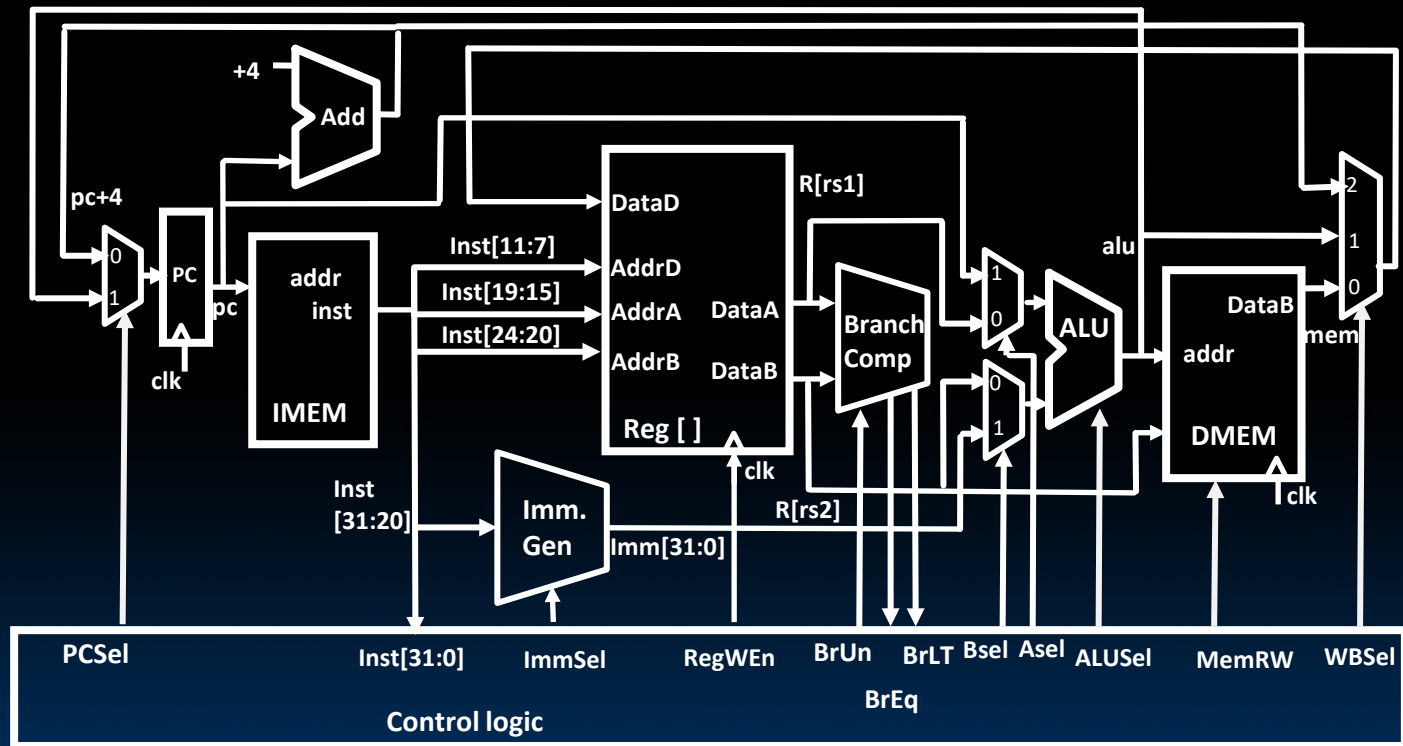 +4
Add
pc+4
0
1
PC
clk
pc
addr
inst
IMEM
Inst[11:7]
Inst[19:15]
Inst[24:20]
Inst
[31:20]
DataD
AddrD
AddrA
AddrB
DataA
DataB
Reg [ ]
clk
Imm.
Gen
Imm[31:0]
R[rs1]
R[rs2]
Branch
Comp
1
0
0
1
ALU
alu
addr
DataB
DMEM
clk
mem
2
1
0
PCSel
Inst[31:0]
ImmSel
RegWEn
BrUn
BrEq
BrLT
Bsel
Asel
ALUSel
MemRW
WBSel
Control logic